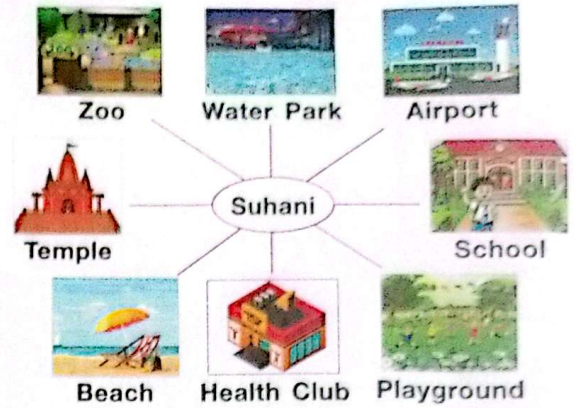 Zoo
Water Park
Airport
Temple
Suhani
School
Beach
Health Club
Playground